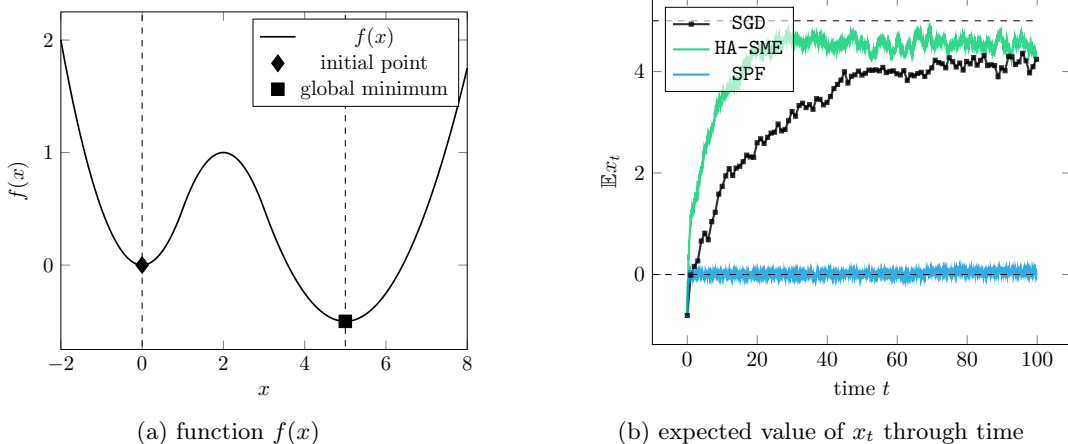 f(x)
initial point
global minimum
2
1
0
f(x)
−2
0
2
4
6
8
x
(a) function f(x)
SGD
HA-SME
SPF
4
2
0
𝔼x_t
0
20
40
60
80
100
time t
(b) expected value of x_t through time